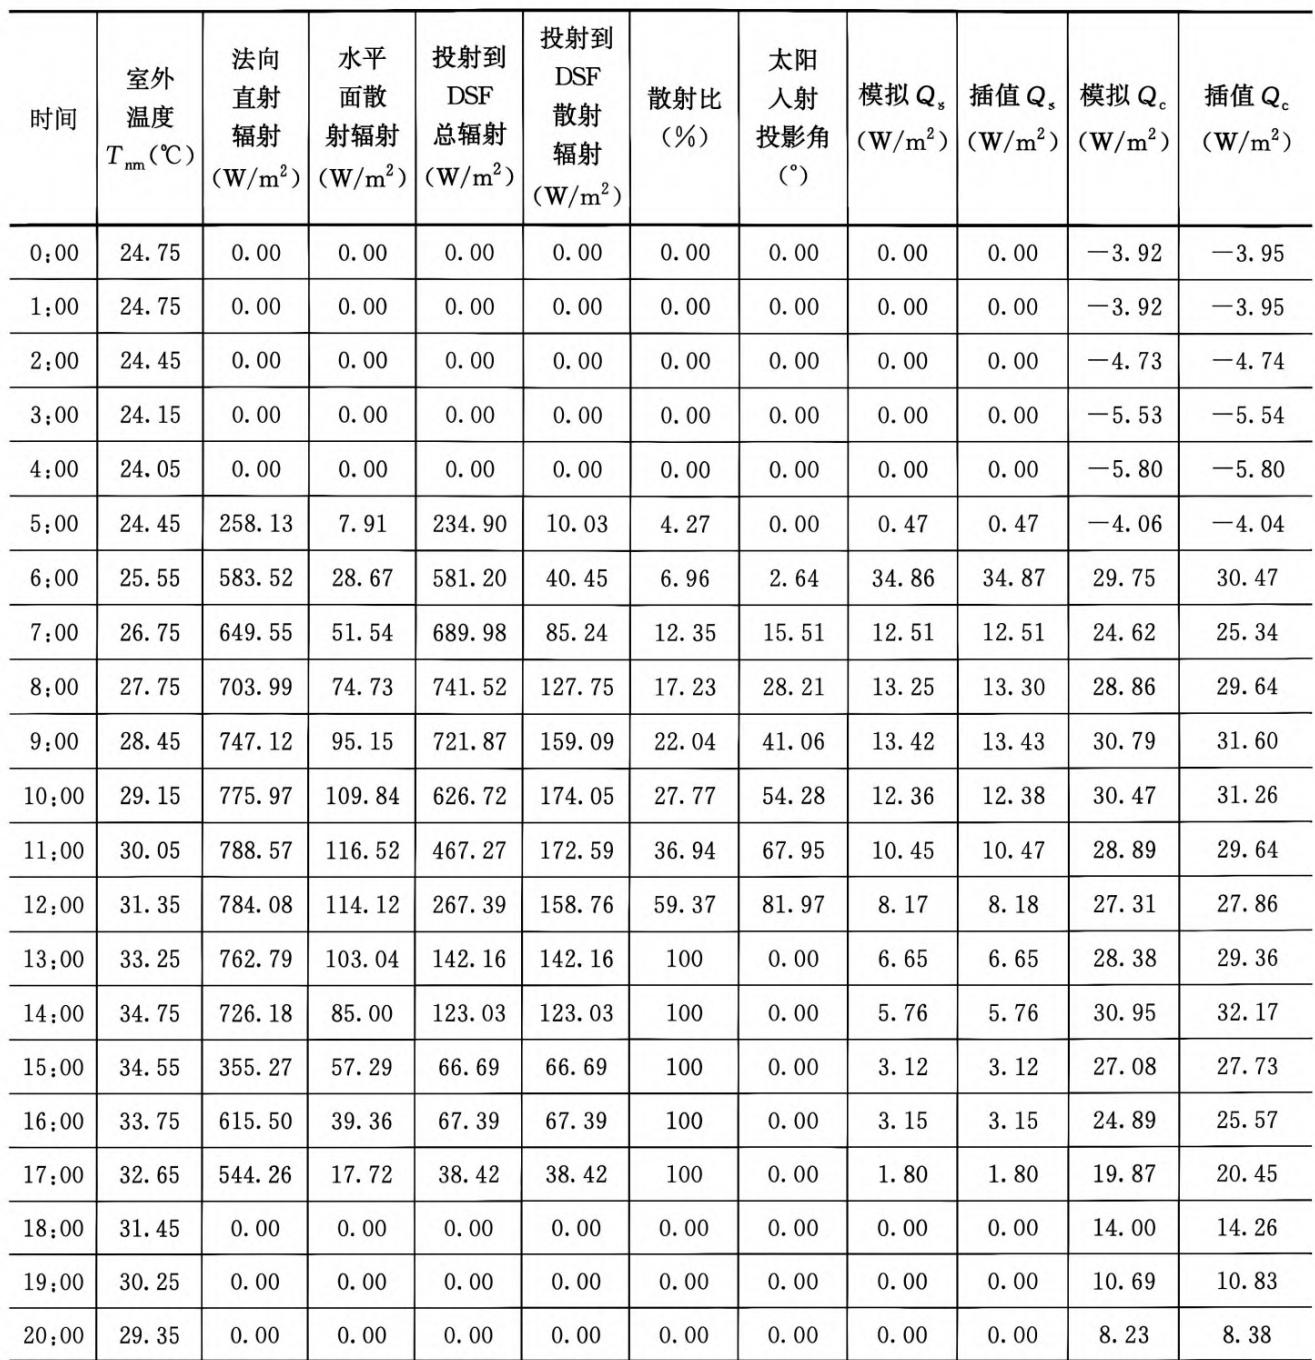 时间 室外温度 T_nm(℃) 法向直射辐射 (W/m²) 水平面散射辐射 (W/m²) 投射到DSF总辐射 (W/m²) 投射到DSF散射辐射 (W/m²) 散射比 (%) 太阳入射投影角 (°) 模拟 Q_s (W/m²) 插值 Q_s (W/m²) 模拟 Q_c (W/m²) 插值 Q_c (W/m²)
0:00 24.75 0.00 0.00 0.00 0.00 0.00 0.00 0.00 0.00 —3.92 —3.95
1:00 24.75 0.00 0.00 0.00 0.00 0.00 0.00 0.00 0.00 —3.92 —3.95
2:00 24.45 0.00 0.00 0.00 0.00 0.00 0.00 0.00 0.00 —4.73 —4.74
3:00 24.15 0.00 0.00 0.00 0.00 0.00 0.00 0.00 0.00 —5.53 —5.54
4:00 24.05 0.00 0.00 0.00 0.00 0.00 0.00 0.00 0.00 —5.80 —5.80
5:00 24.45 258.13 7.91 234.90 10.03 4.27 0.00 0.47 0.47 —4.06 —4.04
6:00 25.55 583.52 28.67 581.20 40.45 6.96 2.64 34.86 34.87 29.75 30.47
7:00 26.75 649.55 51.54 689.98 85.24 12.35 15.51 12.51 12.51 24.62 25.34
8:00 27.75 703.99 74.73 741.52 127.75 17.23 28.21 13.25 13.30 28.86 29.64
9:00 28.45 747.12 95.15 721.87 159.09 22.04 41.06 13.42 13.43 30.79 31.60
10:00 29.15 775.97 109.84 626.72 174.05 27.77 54.28 12.36 12.38 30.47 31.26
11:00 30.05 788.57 116.52 467.27 172.59 36.94 67.95 10.45 10.47 28.89 29.64
12:00 31.35 784.08 114.12 267.39 158.76 59.37 81.97 8.17 8.18 27.31 27.86
13:00 33.25 762.79 103.04 142.16 142.16 100 0.00 6.65 6.65 28.38 29.36
14:00 34.75 726.18 85.00 123.03 123.03 100 0.00 5.76 5.76 30.95 32.17
15:00 34.55 355.27 57.29 66.69 66.69 100 0.00 3.12 3.12 27.08 27.73
16:00 33.75 615.50 39.36 67.39 67.39 100 0.00 3.15 3.15 24.89 25.57
17:00 32.65 544.26 17.72 38.42 38.42 100 0.00 1.80 1.80 19.87 20.45
18:00 31.45 0.00 0.00 0.00 0.00 0.00 0.00 0.00 0.00 14.00 14.26
19:00 30.25 0.00 0.00 0.00 0.00 0.00 0.00 0.00 0.00 10.69 10.83
20:00 29.35 0.00 0.00 0.00 0.00 0.00 0.00 0.00 0.00 8.23 8.38